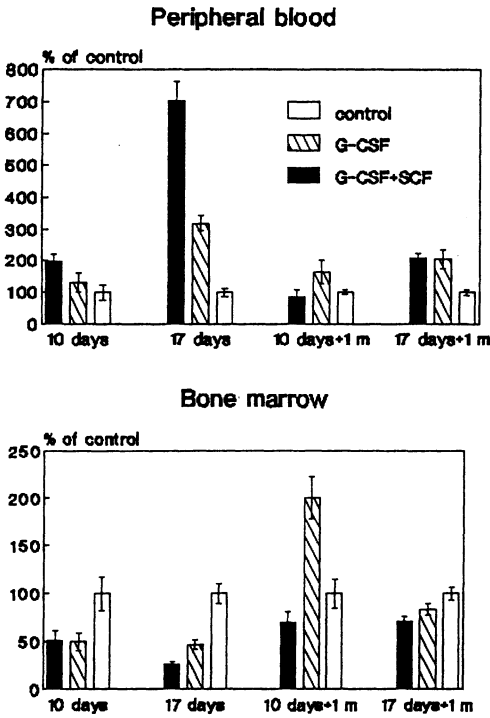 Peripheral blood
% of control
800
700
600
500
400
300
200
100
0
control
G-CSF
G-CSF+SCF
10 days
17 days
10 days+1 m
17 days+1 m
Bone marrow
% of control
250
200
150
100
50
0
10 days
17 days
10 days+1 m
17 days+1 m